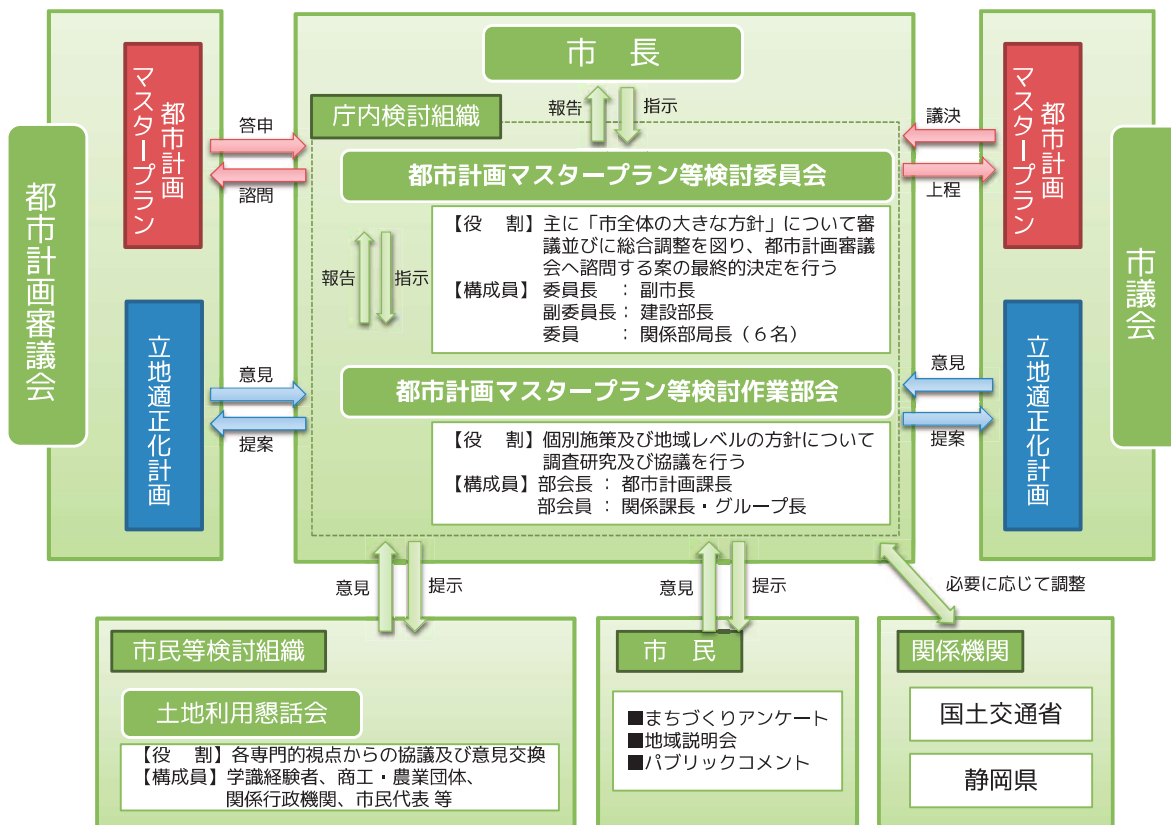 都市計画審議会
都市計画
マスタープラン
立地適正化計画
答申
諮問
意見
提案
市　長
報告
指示
庁内検討組織
都市計画マスタープラン等検討委員会
【役　割】主に「市全体の大きな方針」について審
議並びに総合調整を図り、都市計画審議
会へ諮問する案の最終的決定を行う
【構成員】委員長　：副市長
副委員長：建設部長
委員　　：関係部局長（６名）
報告
指示
都市計画マスタープラン等検討作業部会
【役　割】個別施策及び地域レベルの方針について
調査研究及び協議を行う
【構成員】部会長：都市計画課長
部会員：関係課長・グループ長
議決
上程
意見
提案
都市計画
マスタープラン
立地適正化計画
市議会
意見
提示
意見
提示
必要に応じて調整
市民等検討組織
土地利用懇話会
【役　割】各専門的視点からの協議及び意見交換
【構成員】学識経験者、商工・農業団体、
関係行政機関、市民代表 等
市　民
■まちづくりアンケート
■地域説明会
■パブリックコメント
関係機関
国土交通省
静岡県